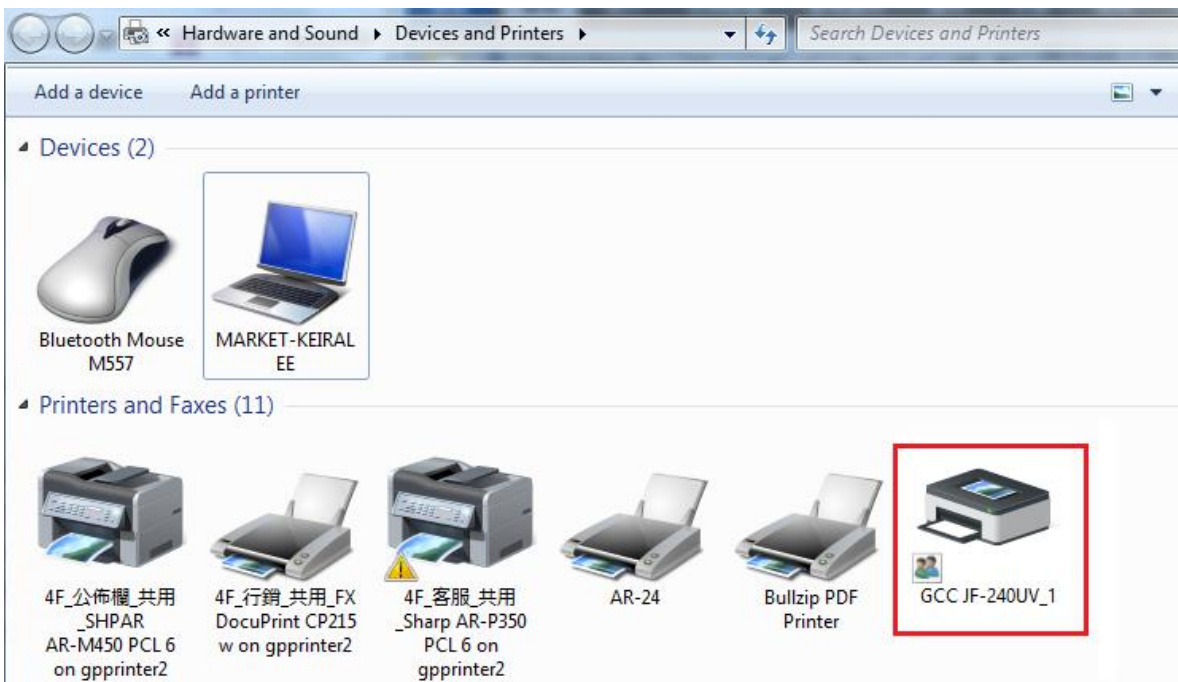 « Hardware and Sound ▸ Devices and Printers ▸
Search Devices and Printers
Add a device Add a printer
Devices (2)
Bluetooth Mouse
M557
MARKET-KEIRAL
EE
Printers and Faxes (11)
4F_公佈欄_共用
_SHPAR
AR-M450 PCL 6
on gpprinter2
4F_行銷_共用_FX
DocuPrint CP215
w on gpprinter2
4F_客服_共用
_Sharp AR-P350
PCL 6 on
gpprinter2
AR-24
Bullzip PDF
Printer
GCC JF-240UV_1